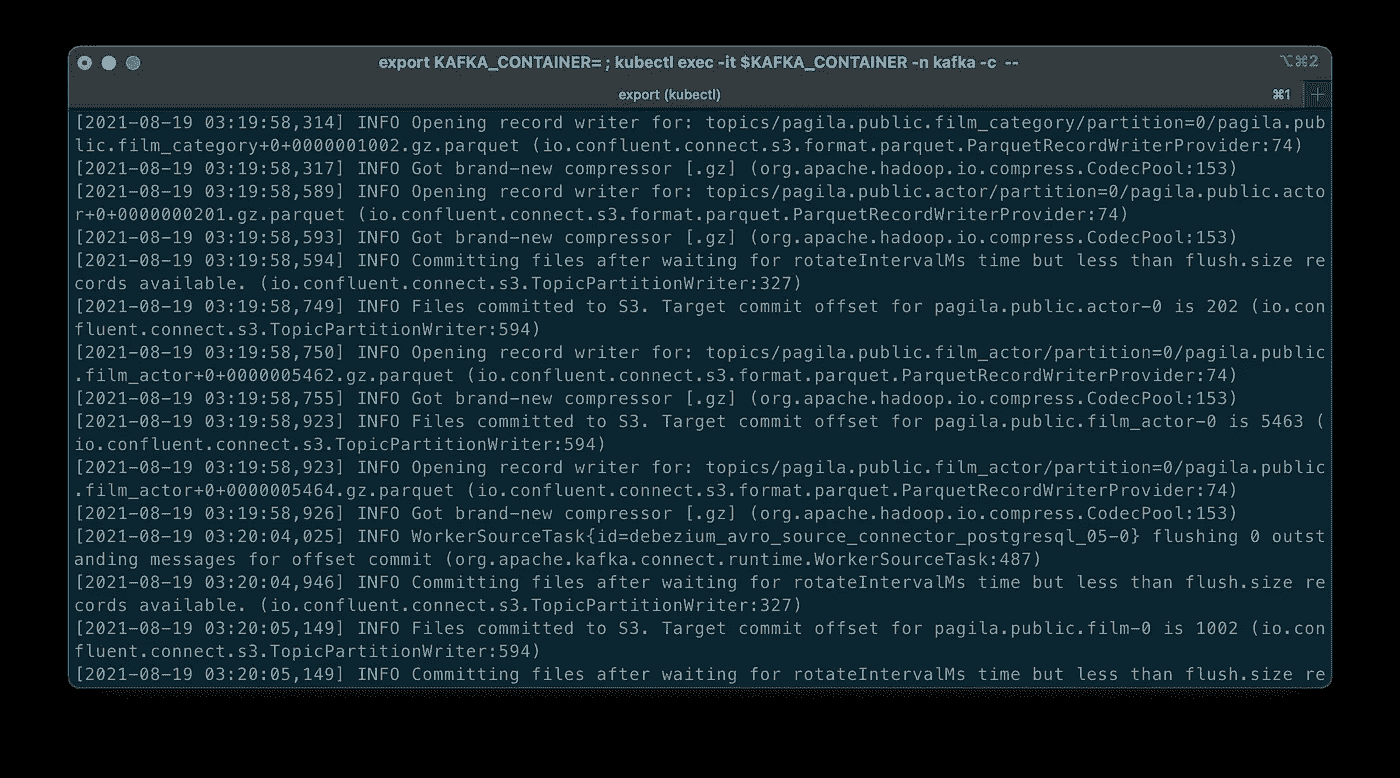 export KAFKA_CONTAINER= ; kubectl exec -it $KAFKA_CONTAINER -n kafka -c --
⌥⌘2
export (kubectl)
⌘1
[2021-08-19 03:19:58,314] INFO Opening record writer for: topics/pagila.public.film_category/partition=0/pagila.pub
lic.film_category+0+0000001002.gz.parquet (io.confluent.connect.s3.format.parquet.ParquetRecordWriterProvider:74)
[2021-08-19 03:19:58,317] INFO Got brand-new compressor [.gz] (org.apache.hadoop.io.compress.CodecPool:153)
[2021-08-19 03:19:58,589] INFO Opening record writer for: topics/pagila.public.actor/partition=0/pagila.public.acto
r+0+0000000201.gz.parquet (io.confluent.connect.s3.format.parquet.ParquetRecordWriterProvider:74)
[2021-08-19 03:19:58,593] INFO Got brand-new compressor [.gz] (org.apache.hadoop.io.compress.CodecPool:153)
[2021-08-19 03:19:58,594] INFO Committing files after waiting for rotateIntervalMs time but less than flush.size re
cords available. (io.confluent.connect.s3.TopicPartitionWriter:327)
[2021-08-19 03:19:58,749] INFO Files committed to S3. Target commit offset for pagila.public.actor-0 is 202 (io.con
fluent.connect.s3.TopicPartitionWriter:594)
[2021-08-19 03:19:58,750] INFO Opening record writer for: topics/pagila.public.film_actor/partition=0/pagila.public
.film_actor+0+0000005462.gz.parquet (io.confluent.connect.s3.format.parquet.ParquetRecordWriterProvider:74)
[2021-08-19 03:19:58,755] INFO Got brand-new compressor [.gz] (org.apache.hadoop.io.compress.CodecPool:153)
[2021-08-19 03:19:58,923] INFO Files committed to S3. Target commit offset for pagila.public.film_actor-0 is 5463 (
io.confluent.connect.s3.TopicPartitionWriter:594)
[2021-08-19 03:19:58,923] INFO Opening record writer for: topics/pagila.public.film_actor/partition=0/pagila.public
.film_actor+0+0000005464.gz.parquet (io.confluent.connect.s3.format.parquet.ParquetRecordWriterProvider:74)
[2021-08-19 03:19:58,926] INFO Got brand-new compressor [.gz] (org.apache.hadoop.io.compress.CodecPool:153)
[2021-08-19 03:20:04,025] INFO WorkerSourceTask{id=debezium_avro_source_connector_postgresql_05-0} flushing 0 outst
anding messages for offset commit (org.apache.kafka.connect.runtime.WorkerSourceTask:487)
[2021-08-19 03:20:04,946] INFO Committing files after waiting for rotateIntervalMs time but less than flush.size re
cords available. (io.confluent.connect.s3.TopicPartitionWriter:327)
[2021-08-19 03:20:05,149] INFO Files committed to S3. Target commit offset for pagila.public.film-0 is 1002 (io.con
fluent.connect.s3.TopicPartitionWriter:594)
[2021-08-19 03:20:05,149] INFO Committing files after waiting for rotateIntervalMs time but less than flush.size re